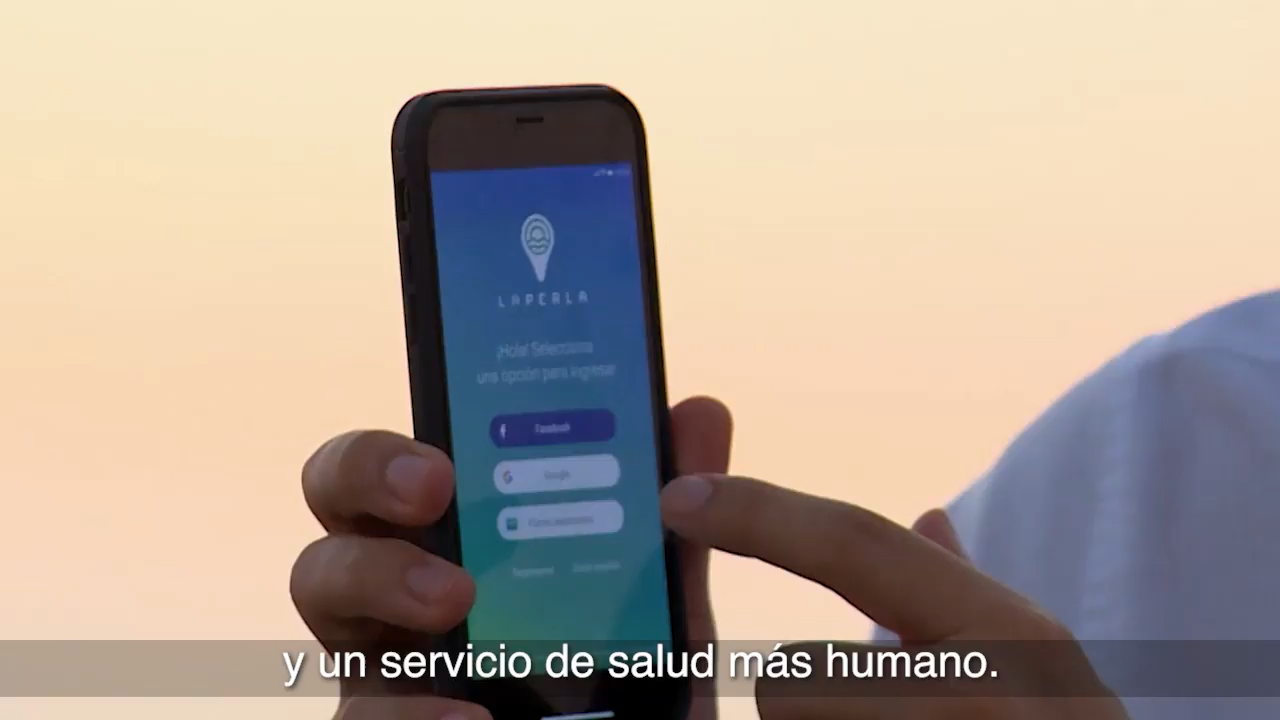 LAPERLA
¡Hola! Selecciona
una opción para ingresar
Facebook
Google
y un servicio de salud más humano.